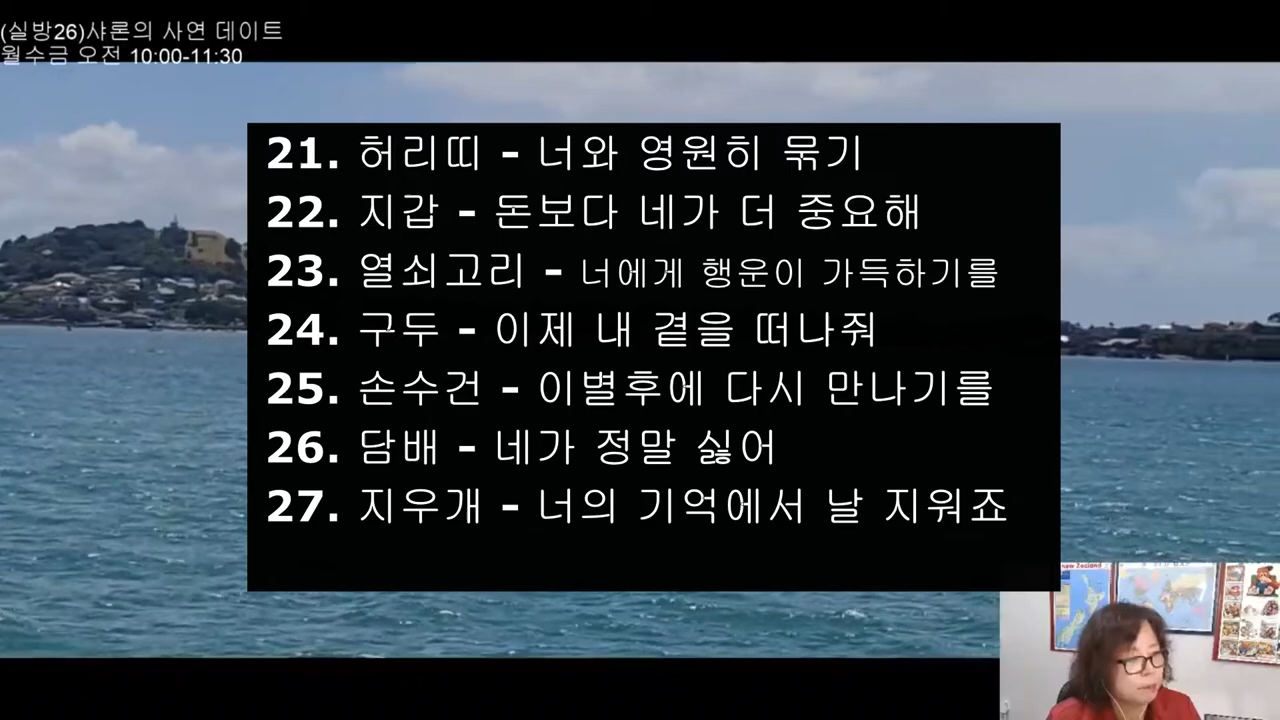 (실방26)샤론의 사연 데이트
월수금 오전 10:00-11:30
21. 허리띠 - 너와 영원히 묶기
22. 지갑 - 돈보다 네가 더 중요해
23. 열쇠고리 - 너에게 행운이 가득하기를
24. 구두 - 이제 내 곁을 떠나줘
25. 손수건 - 이별후에 다시 만나기를
26. 담배 - 네가 정말 싫어
27. 지우개 - 너의 기억에서 날 지워죠
New Zealand